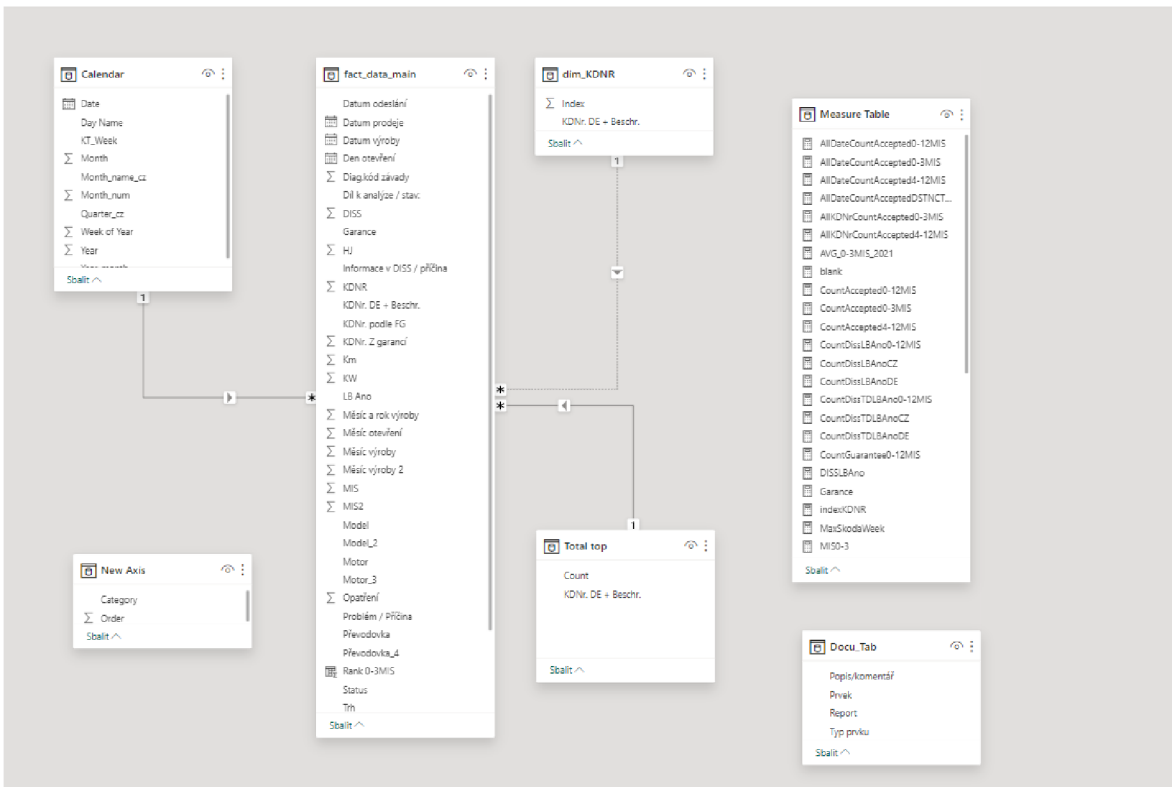 Calendar
Date
Day Name
KT_Week
Month
Month_name_cz
Month_num
Quarter_cz
Week of Year
Year
Year_month
Sbalit
1
fact_data_main
Datum odeslání
Datum prodeje
Datum výroby
Den otevření
Diag.kód závady
Díl k analýze / stav:
DISS
Garance
HJ
Informace v DISS / příčina
KDNR
KDNr. DE + Beschr.
KDNr. podle FG
KDNr. Z garancí
Km
KW
LB Ano
Měsíc a rok výroby
Měsíc otevření
Měsíc výroby
Měsíc výroby 2
MIS
MIS2
Model
Model_2
Motor
Motor_3
Opatření
Problém / Příčina
Převodovka
Převodovka_4
Rank 0-3MIS
Status
Trh
Sbalit
*
*
*
dim_KDNR
Index
KDNr. DE + Beschr.
Sbalit
1
Total top
Count
KDNr. DE + Beschr.
Sbalit
1
Measure Table
AllDateCountAccepted0-12MIS
AllDateCountAccepted0-3MIS
AllDateCountAccepted4-12MIS
AllDateCountAcceptedDSTNCT...
AllKDNrCountAccepted0-3MIS
AllKDNrCountAccepted4-12MIS
AVG_0-3MIS_2021
blank
CountAccepted0-12MIS
CountAccepted0-3MIS
CountAccepted4-12MIS
CountDissLBAno0-12MIS
CountDissLBAnoCZ
CountDissLBAnoDE
CountDissTDLBAno0-12MIS
CountDissTDLBAnoCZ
CountDissTDLBAnoDE
CountGuarantee0-12MIS
DISSLBAno
Garance
indexKDNR
MaxSkodaWeek
MIS0-3
Sbalit
New Axis
Category
Order
Sbalit
Docu_Tab
Popis/komentář
Prvek
Report
Typ prvku
Sbalit